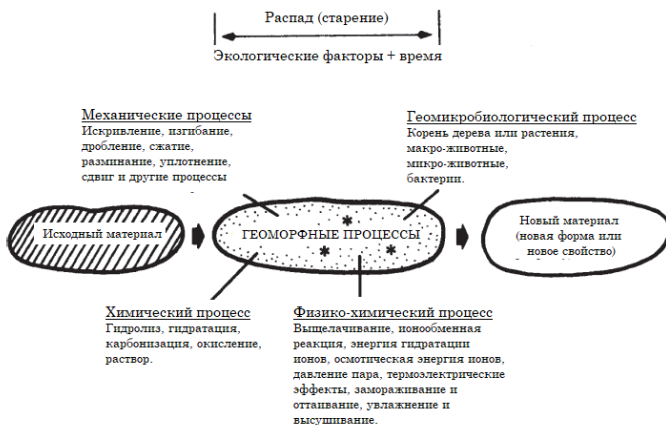 Распад (старение)
Экологические факторы + время
Механические процессы
Искривление, изгибание,
дробление, сжатие,
разминание, уплотнение,
сдвиг и другие процессы
Геомикробиологический процесс
Корень дерева или растения,
макро-животные,
микро-животные,
бактерии.
Исходный материал
ГЕОМОРФНЫЕ ПРОЦЕССЫ
Новый материал
(новая форма или
новое свойство)
Химический процесс
Гидролиз, гидратация,
карбонизация, окисление,
раствор.
Физико-химический процесс
Выщелачивание, ионообменная
реакция, энергия гидратации
ионов, осмотическая энергия ионов,
давление пара, термоэлектрические
эффекты, замораживание и
оттаивание, увлажнение и
высушивание.